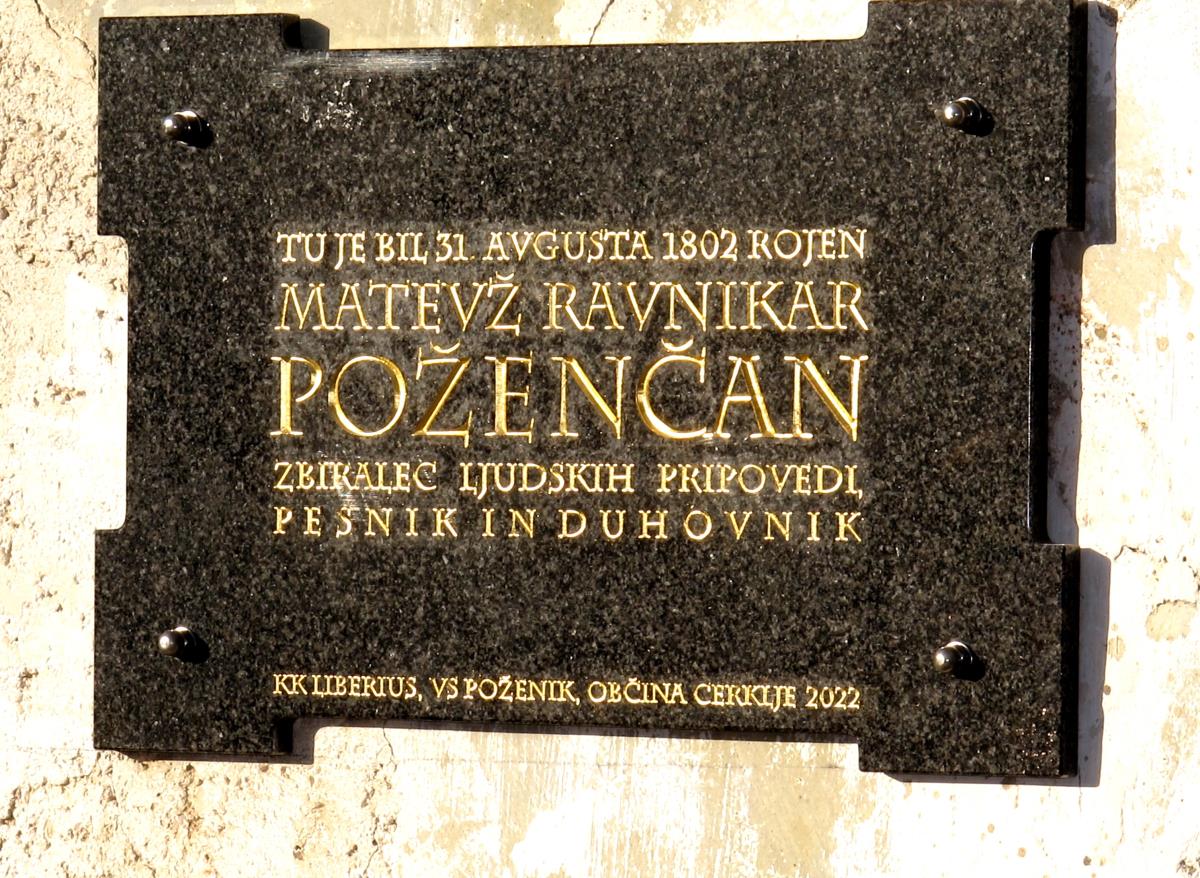 TU JE BIL 31. AVGUSTA 1802 ROJEN
MATEVŽ RAVNIKAR
POŽENČAN
ZBIRALEC LJUDSKIH PRIPOVEDI,
PESNIK IN DUHOVNIK
KK LIBERIUS, VS POŽENIK, OBČINA CERKLJE 2022